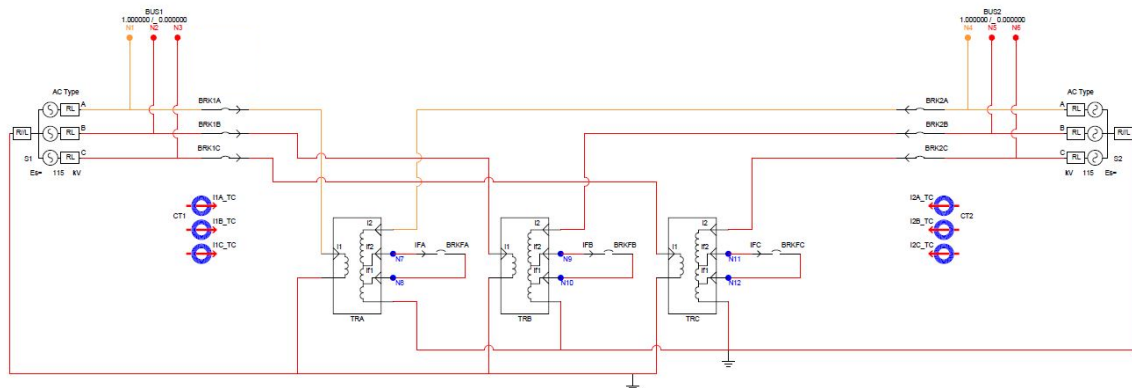 BUS1
1.000000 /_ 0.000000
N1 N2 N3
BUS2
1.000000 /_ 0.000000
N4 N5 N6
AC Type
AC Type
RL A BRK1A
BRK2A A RL
R/L RL B BRK1B
BRK2B B RL R/L
S1 RL C BRK1C
BRK2C C RL S2
Es= 115 kV
kV 115 Es=
CT1 I1A_TC
I1B_TC
I1C_TC
I2A_TC CT2
I2B_TC
I2C_TC
I2
I1 If2 IFA BRKFA
N7
If1
N8
TRA
I2
I1 If2 IFB BRKFB
N9
If1
N10
TRB
I2
I1 If2 IFC BRKFC
N11
If1
N12
TRC